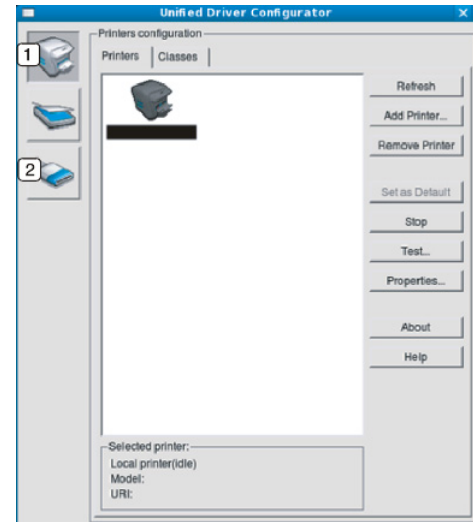 Unified Driver Configurator
1
Printers configuration
Printers
Classes
Refresh
Add Printer...
Remove Printer
2
Set as Default
Stop
Test...
Properties...
About
Help
Selected printer:
Local printer(idle)
Model:
URI: